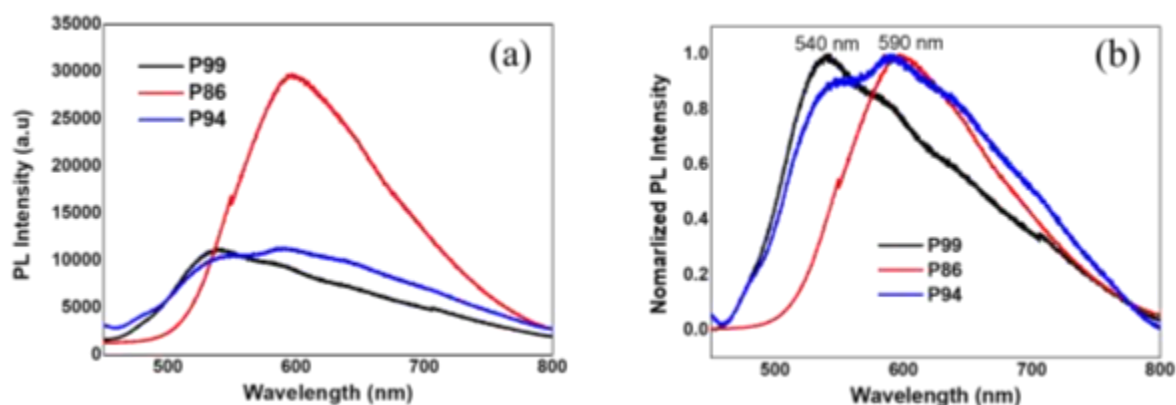 (a)
PL Intensity (a.u)
35000
30000
25000
20000
15000
10000
5000
0
P99
P86
P94
500 600 700 800
Wavelength (nm)
(b)
540 nm 590 nm
Nomarlized PL Intensity
1.0
0.8
0.6
0.4
0.2
0.0
P99
P86
P94
500 600 700 800
Wavelength (nm)